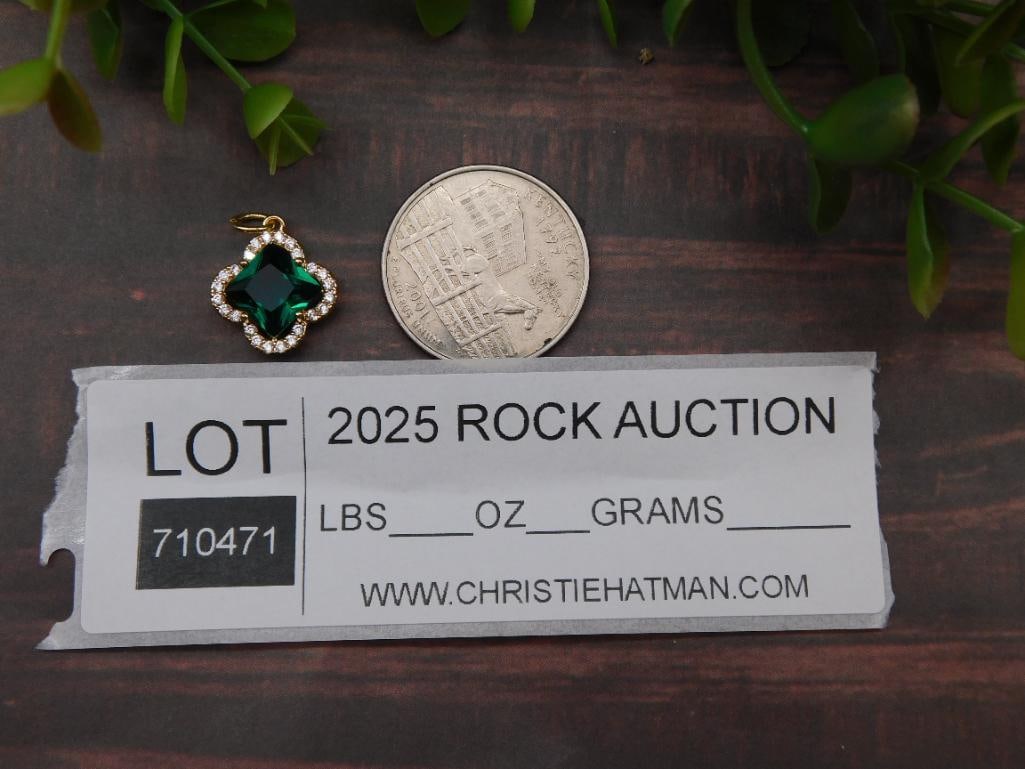 KENTUCKY
1792
2001
LOT
710471
2025 ROCK AUCTION
LBS____OZ___GRAMS______
WWW.CHRISTIEHATMAN.COM